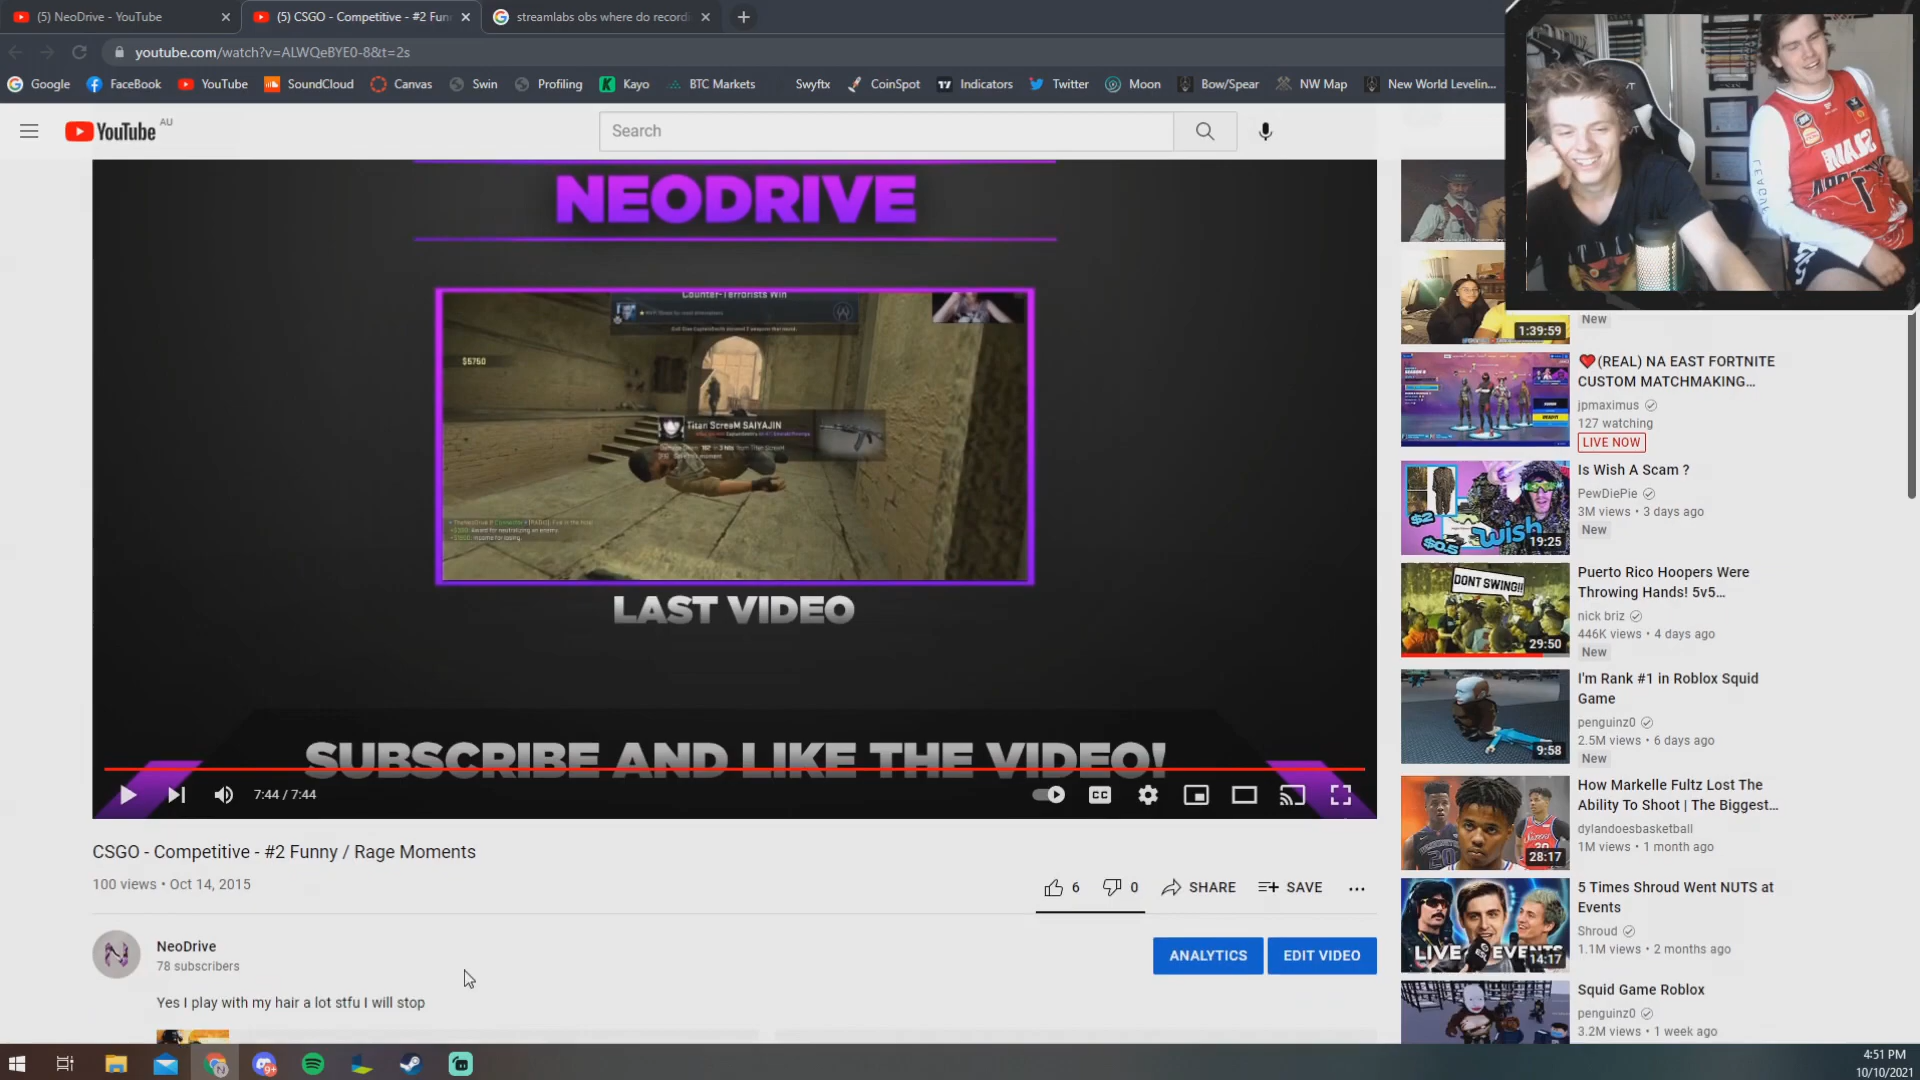 (5) NeoDrive - YouTube
(5) CSGO - Competitive - #2 Fun
streamlabs obs where do recordi
youtube.com/watch?v=ALWQeBYE0-8&t=2s
Google
FaceBook
YouTube
SoundCloud
Canvas
Swin
Profiling
Kayo
BTC Markets
Swyftx
CoinSpot
Indicators
Twitter
Moon
Bow/Spear
NW Map
New World Levelin...
YouTube AU
Search
NEODRIVE
Counter-Terrorists Win
$5750
Titan ScreaM SAIYAJIN
LAST VIDEO
SUBSCRIBE AND LIKE THE VIDEO!
7:44 / 7:44
CC
CSGO - Competitive - #2 Funny / Rage Moments
100 views • Oct 14, 2015
6
0
SHARE
SAVE
NeoDrive
78 subscribers
ANALYTICS
EDIT VIDEO
Yes I play with my hair a lot stfu I will stop
1:39:59
New
(REAL) NA EAST FORTNITE
CUSTOM MATCHMAKING...
jpmaximus
127 watching
LIVE NOW
Is Wish A Scam ?
PewDiePie
3M views • 3 days ago
New
$2
$0.5
wish
19:25
Puerto Rico Hoopers Were
Throwing Hands! 5v5...
nick briz
446K views • 4 days ago
New
DONT SWING!!
29:50
I'm Rank #1 in Roblox Squid
Game
penguinz0
2.5M views • 6 days ago
New
9:58
How Markelle Fultz Lost The
Ability To Shoot | The Biggest...
dylandoesbasketball
1M views • 1 month ago
28:17
5 Times Shroud Went NUTS at
Events
Shroud
1.1M views • 2 months ago
LIVE EVENTS
14:17
Squid Game Roblox
penguinz0
3.2M views • 1 week ago
9+
4:51 PM
10/10/2021